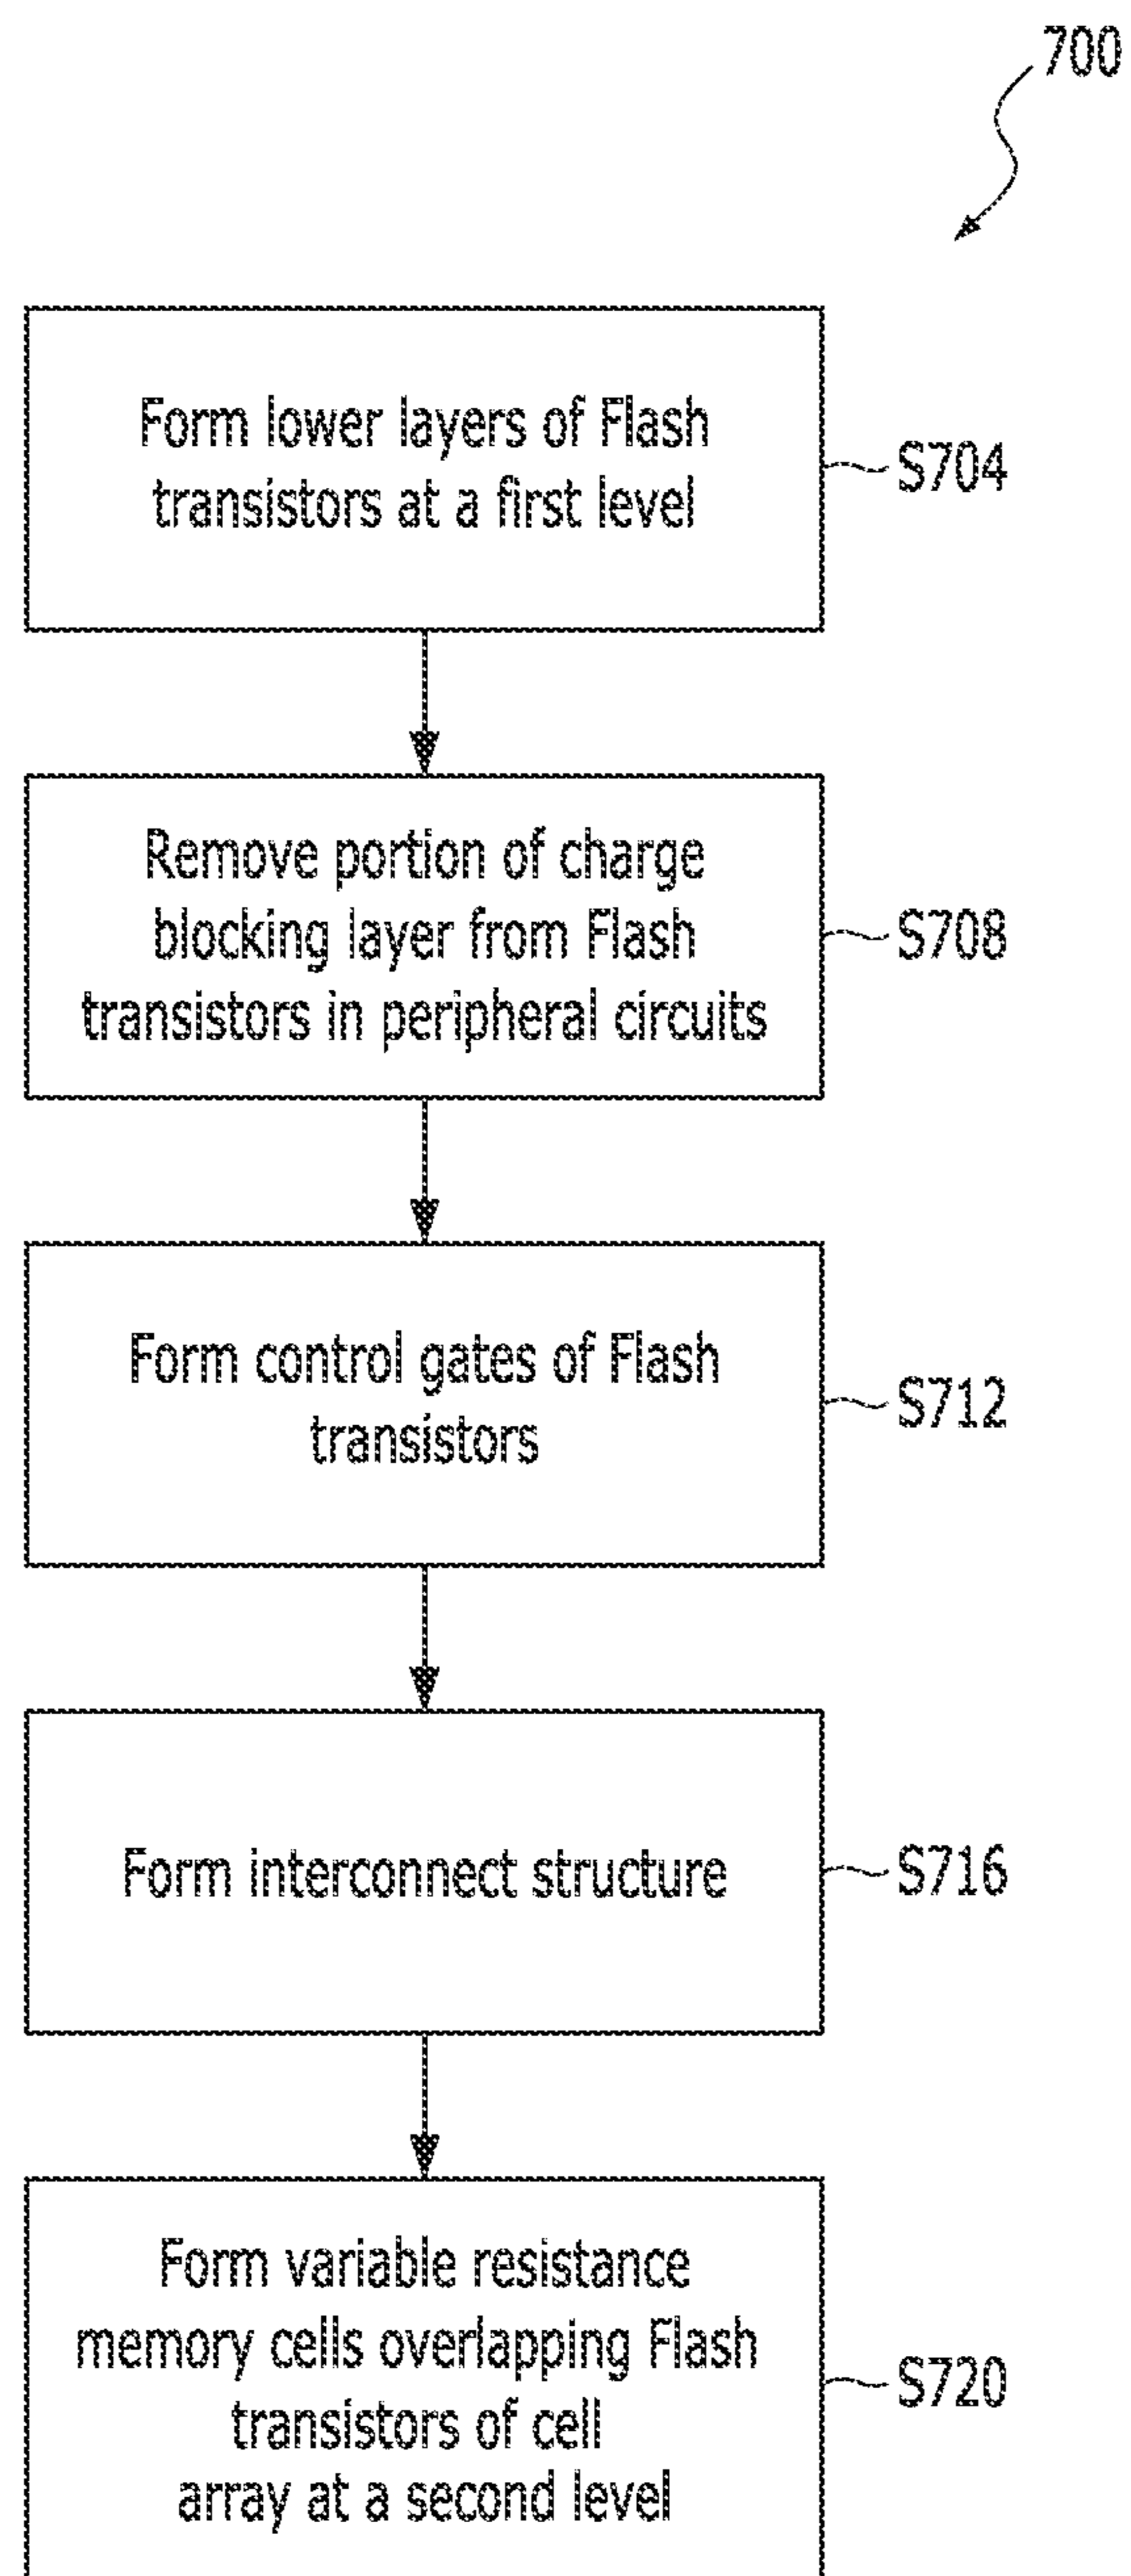 700
Form lower layers of Flash
transistors at a first level
S704
Remove portion of charge
blocking layer from Flash
transistors in peripheral circuits
S708
Form control gates of Flash
transistors
S712
Form interconnect structure
S716
Form variable resistance
memory cells overlapping Flash
transistors of cell
array at a second level
S720